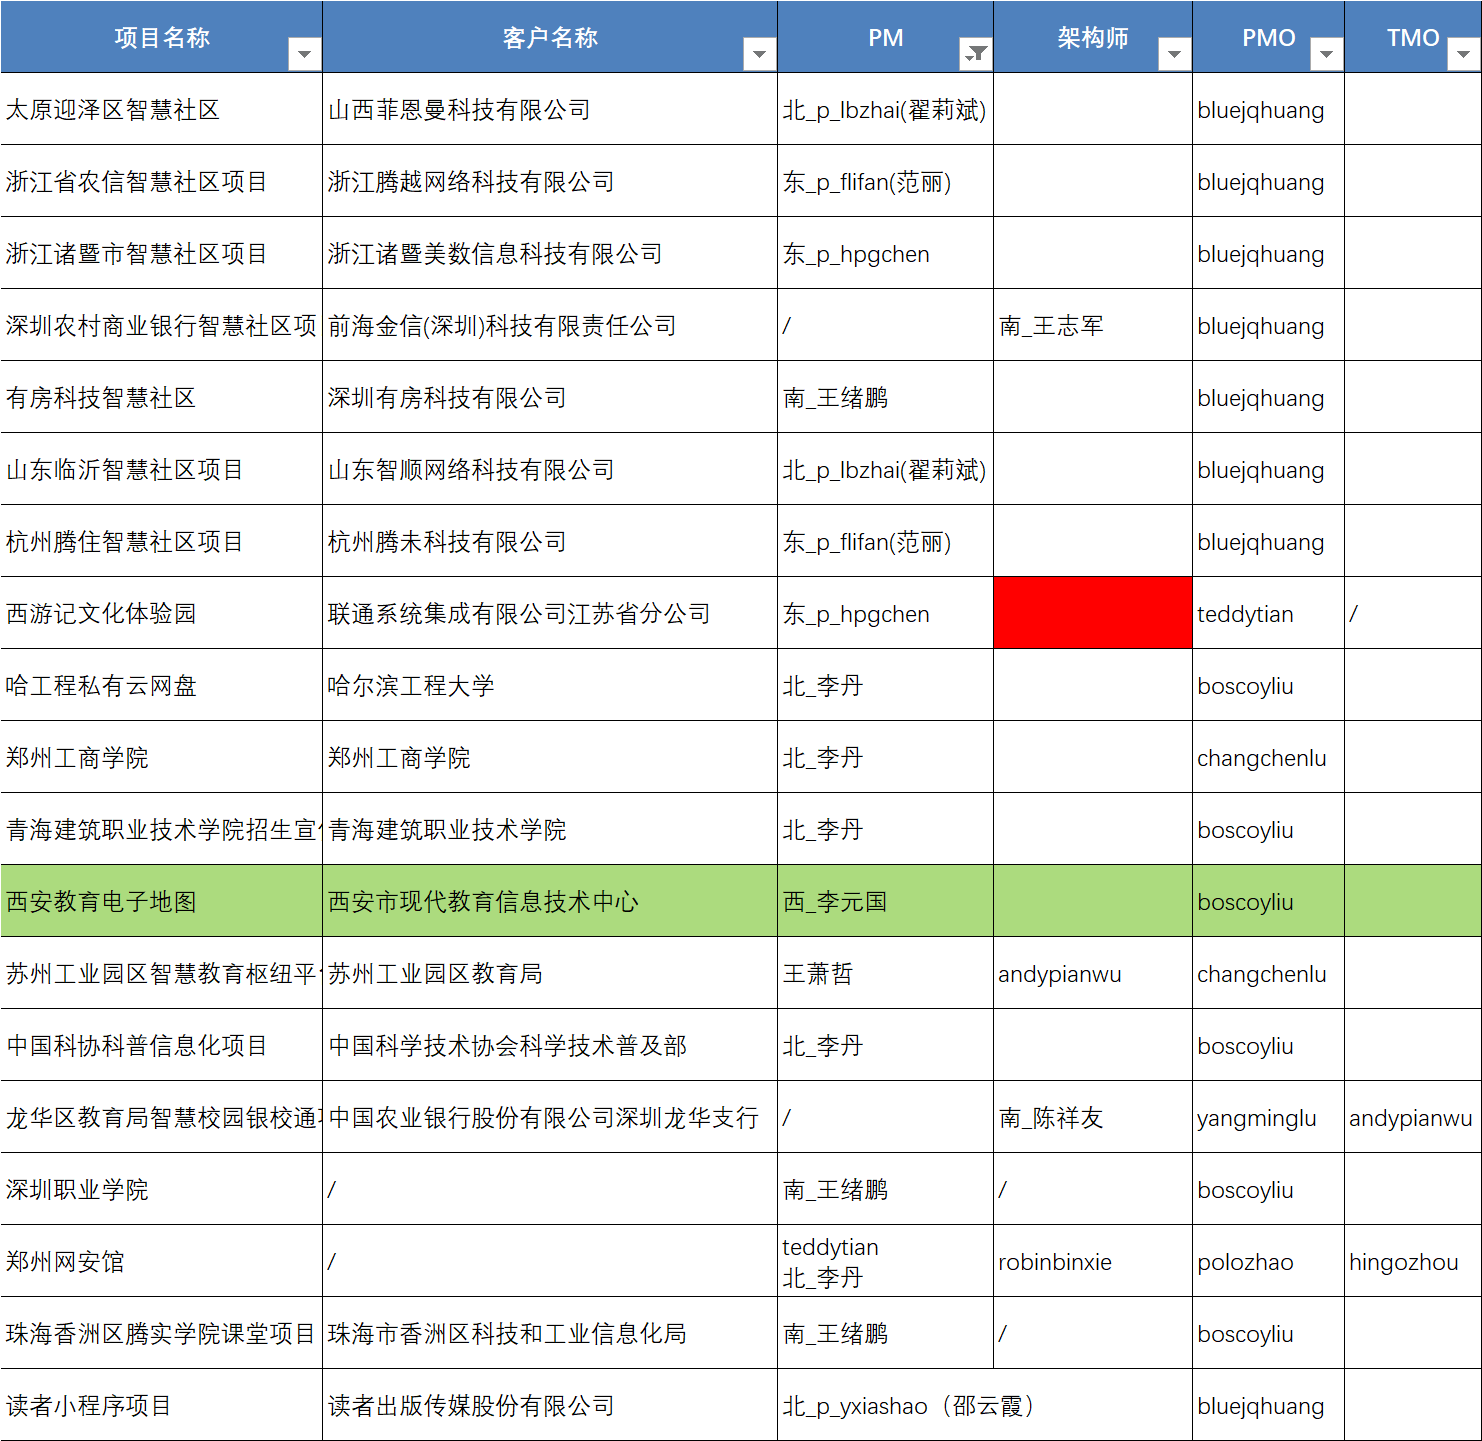 项目名称 客户名称 PM 架构师 PMO TMO
太原迎泽区智慧社区 山西菲恩曼科技有限公司 北_p_lbzhai(翟莉斌) bluejqhuang
浙江省农信智慧社区项目 浙江腾越网络科技有限公司 东_p_flifan(范丽) bluejqhuang
浙江诸暨市智慧社区项目 浙江诸暨美数信息科技有限公司 东_p_hpgchen bluejqhuang
深圳农村商业银行智慧社区项 前海金信(深圳)科技有限责任公司 / 南_王志军 bluejqhuang
有房科技智慧社区 深圳有房科技有限公司 南_王绪鹏 bluejqhuang
山东临沂智慧社区项目 山东智顺网络科技有限公司 北_p_lbzhai(翟莉斌) bluejqhuang
杭州腾住智慧社区项目 杭州腾未科技有限公司 东_p_flifan(范丽) bluejqhuang
西游记文化体验园 联通系统集成有限公司江苏省分公司 东_p_hpgchen teddytian /
哈工程私有云网盘 哈尔滨工程大学 北_李丹 boscoyliu
郑州工商学院 郑州工商学院 北_李丹 changchenlu
青海建筑职业技术学院招生宣 青海建筑职业技术学院 北_李丹 boscoyliu
西安教育电子地图 西安市现代教育信息技术中心 西_李元国 boscoyliu
苏州工业园区智慧教育枢纽平 苏州工业园区教育局 王萧哲 andypianwu changchenlu
中国科协科普信息化项目 中国科学技术协会科学技术普及部 北_李丹 boscoyliu
龙华区教育局智慧校园银校通 中国农业银行股份有限公司深圳龙华支行 / 南_陈祥友 yangminglu andypianwu
深圳职业学院 / 南_王绪鹏 / boscoyliu
郑州网安馆 / teddytian robinbinxie polozhao hingozhou
北_李丹
珠海香洲区腾实学院课堂项目 珠海市香洲区科技和工业信息化局 南_王绪鹏 / boscoyliu
读者小程序项目 读者出版传媒股份有限公司 北_p_yxiashao（邵云霞） bluejqhuang